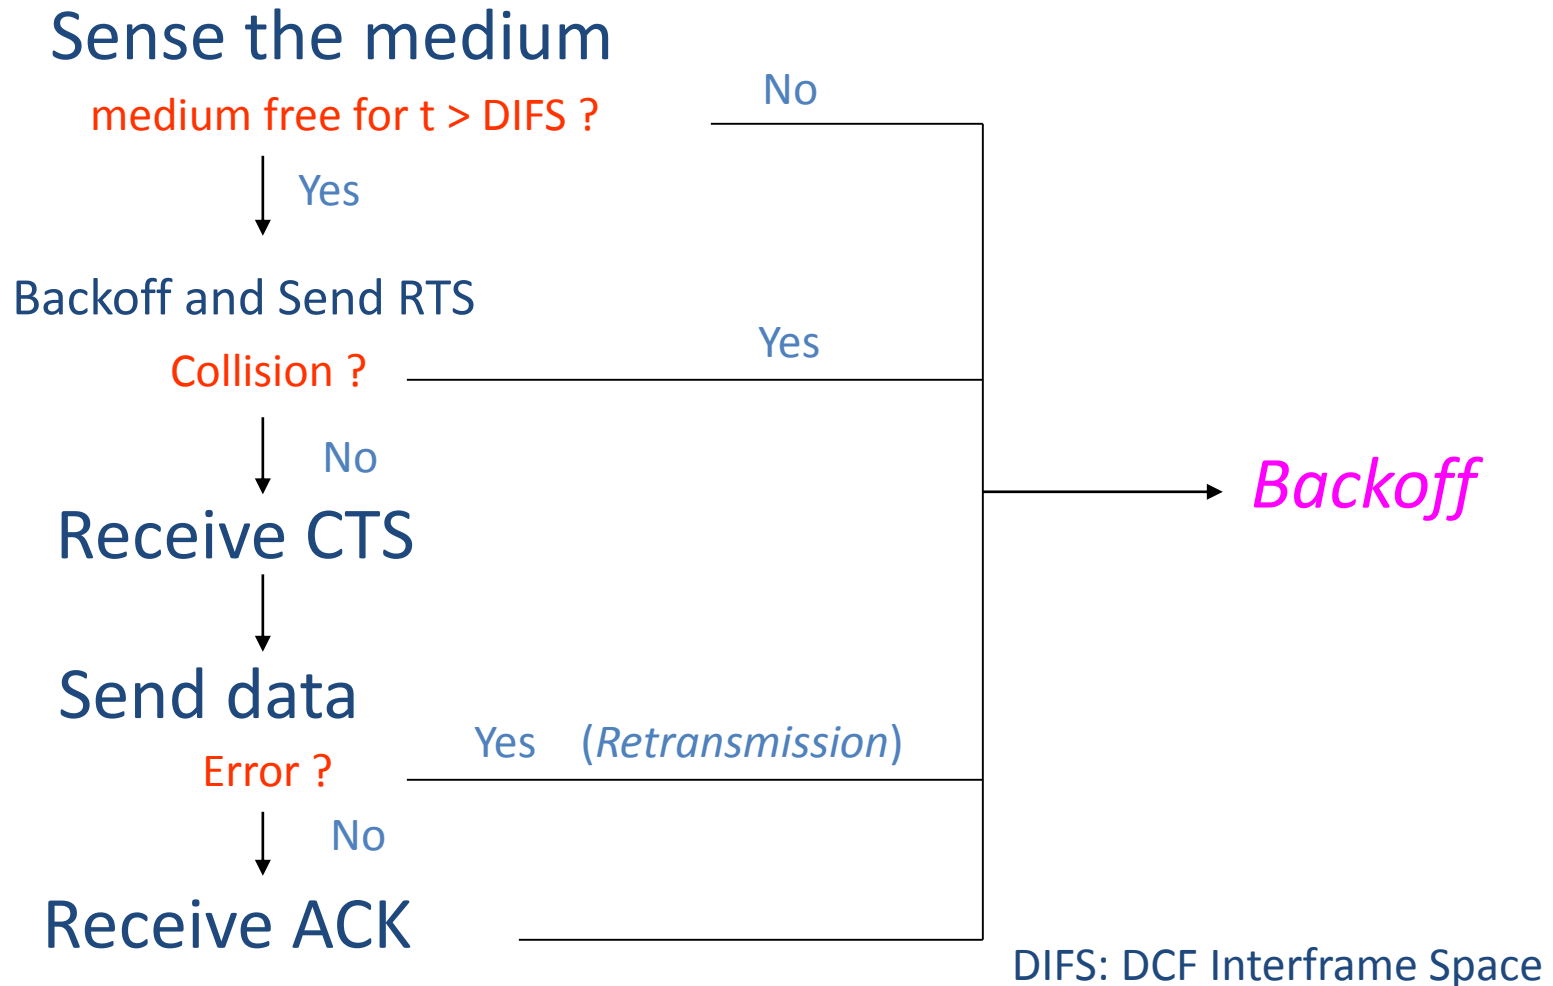 Sense the medium
No
medium free for t > DIFS ?
Yes
Backoff and Send RTS
Yes
Collision ?
No
Backoff
Receive CTS
Send data
Yes (Retransmission)
Error ?
No
Receive ACK
DIFS: DCF Interframe Space